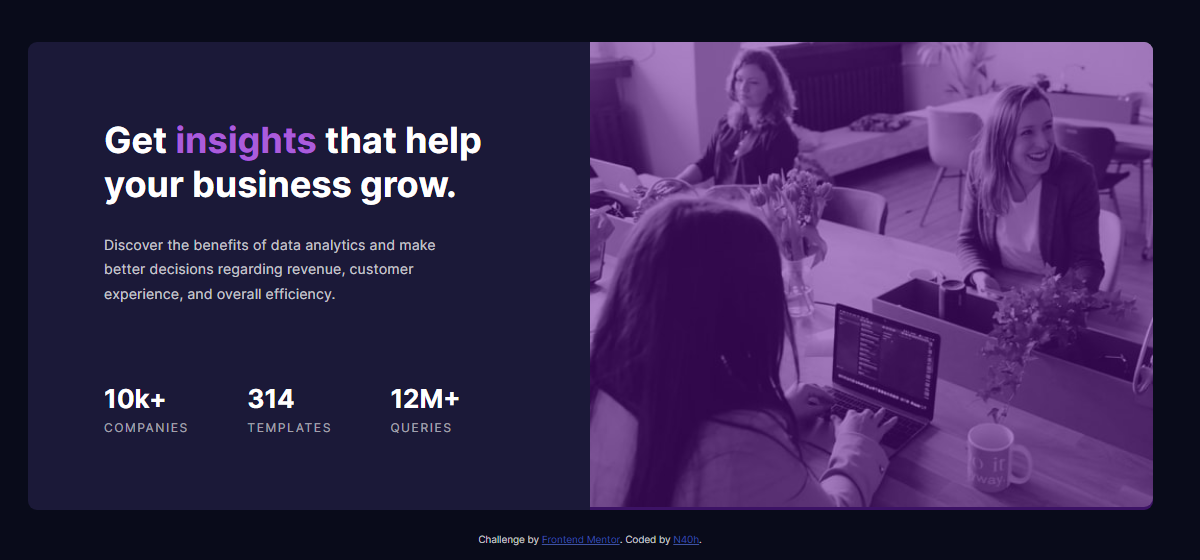 Get insights that help
your business grow.
Discover the benefits of data analytics and make
better decisions regarding revenue, customer
experience, and overall efficiency.
10k+ 314 12M+
COMPANIES TEMPLATES QUERIES
Challenge by Frontend Mentor. Coded by N40h.